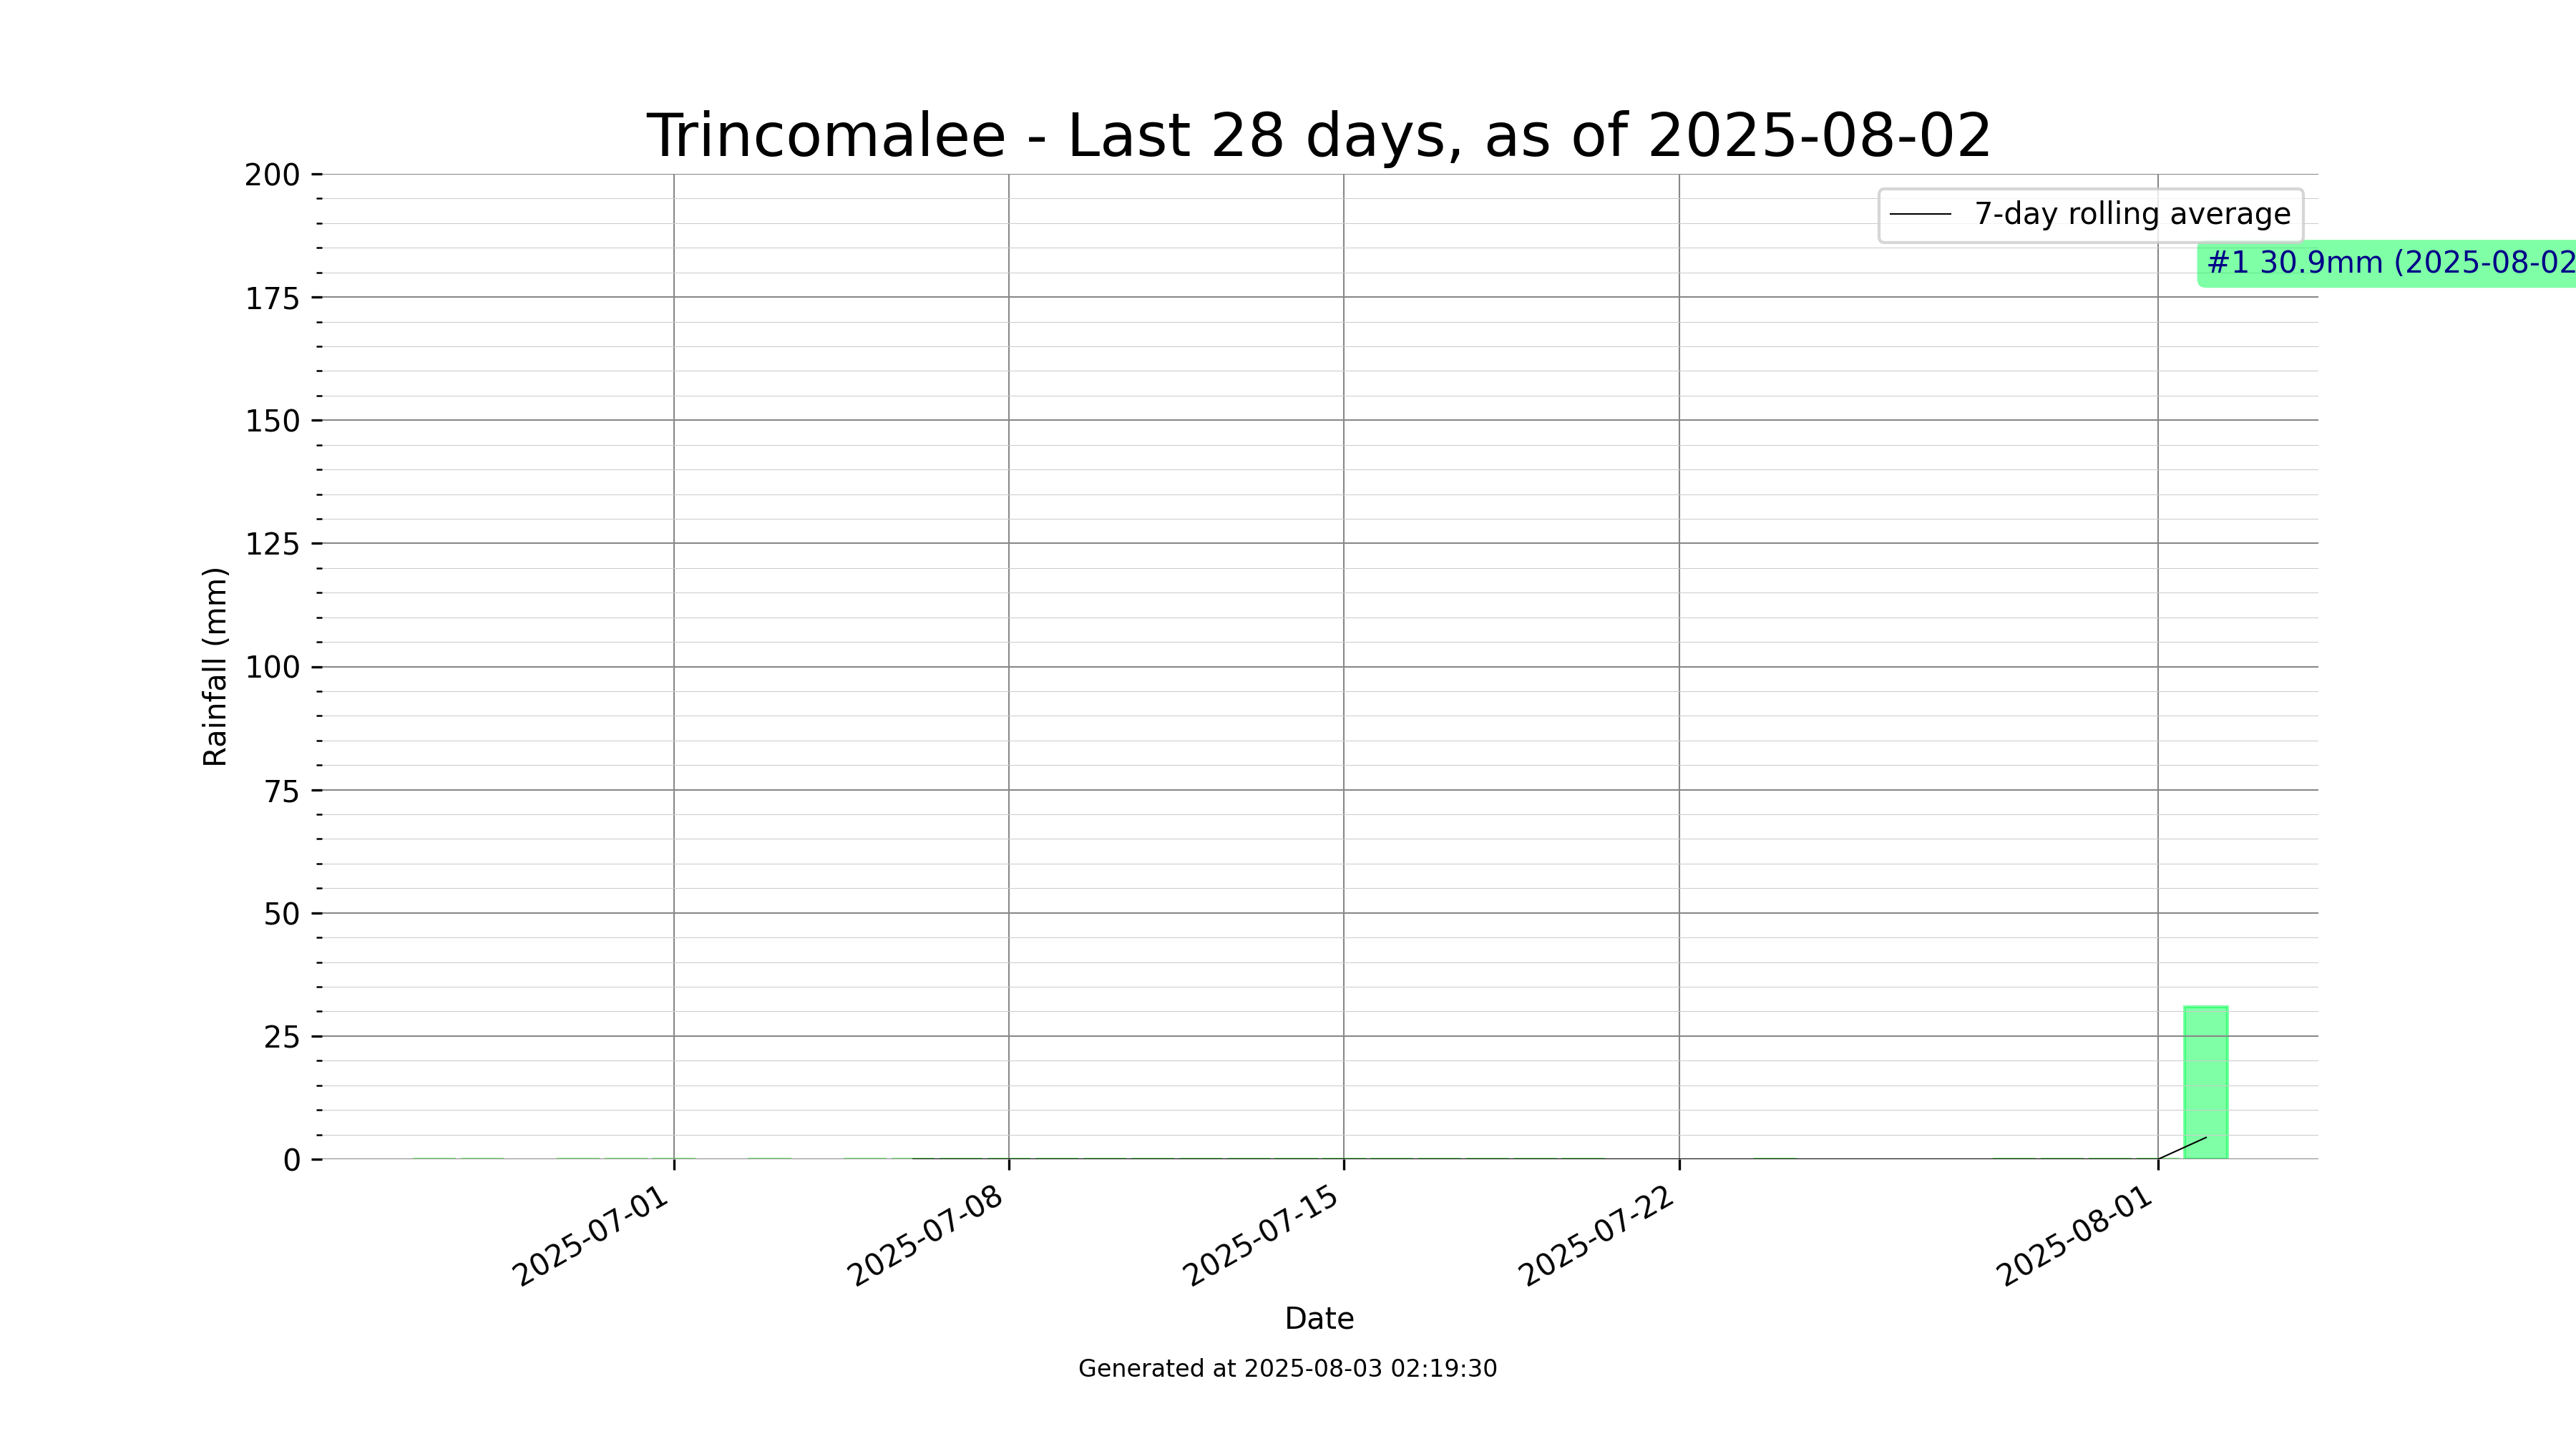 Trincomalee - Last 28 days, as of 2025-08-02
7-day rolling average
#1 30.9mm (2025-08-02
Rainfall (mm)
200
175
150
125
100
75
50
25
0
2025-07-01
2025-07-08
2025-07-15
2025-07-22
2025-08-01
Date
Generated at 2025-08-03 02:19:30